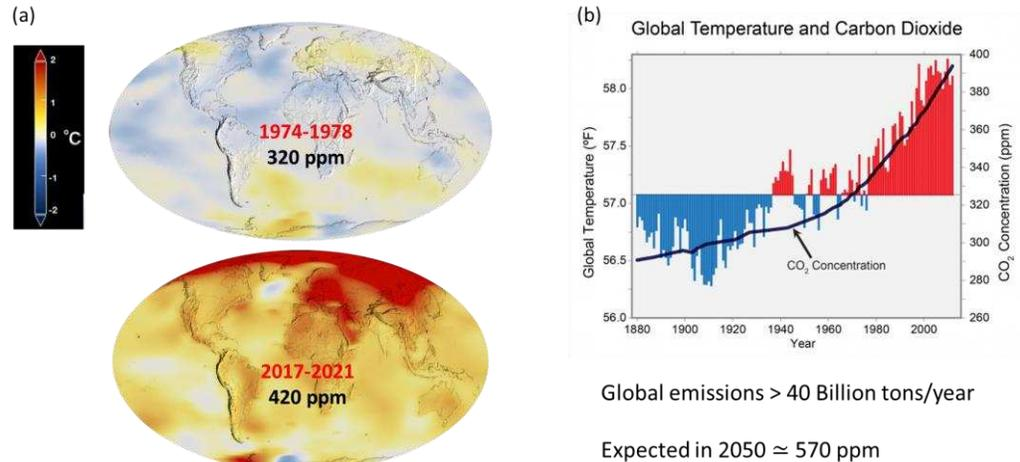 (a)
2
1
0
-1
-2
°C
1974-1978
320 ppm
2017-2021
420 ppm
(b)
Global Temperature and Carbon Dioxide
Global Temperature (ºF)
58.0
57.5
57.0
56.5
56.0
400
380
360
340
320
300
280
260
CO2 Concentration (ppm)
CO2 Concentration
1880 1900 1920 1940 1960 1980 2000
Year
Global emissions > 40 Billion tons/year
Expected in 2050 ≃ 570 ppm